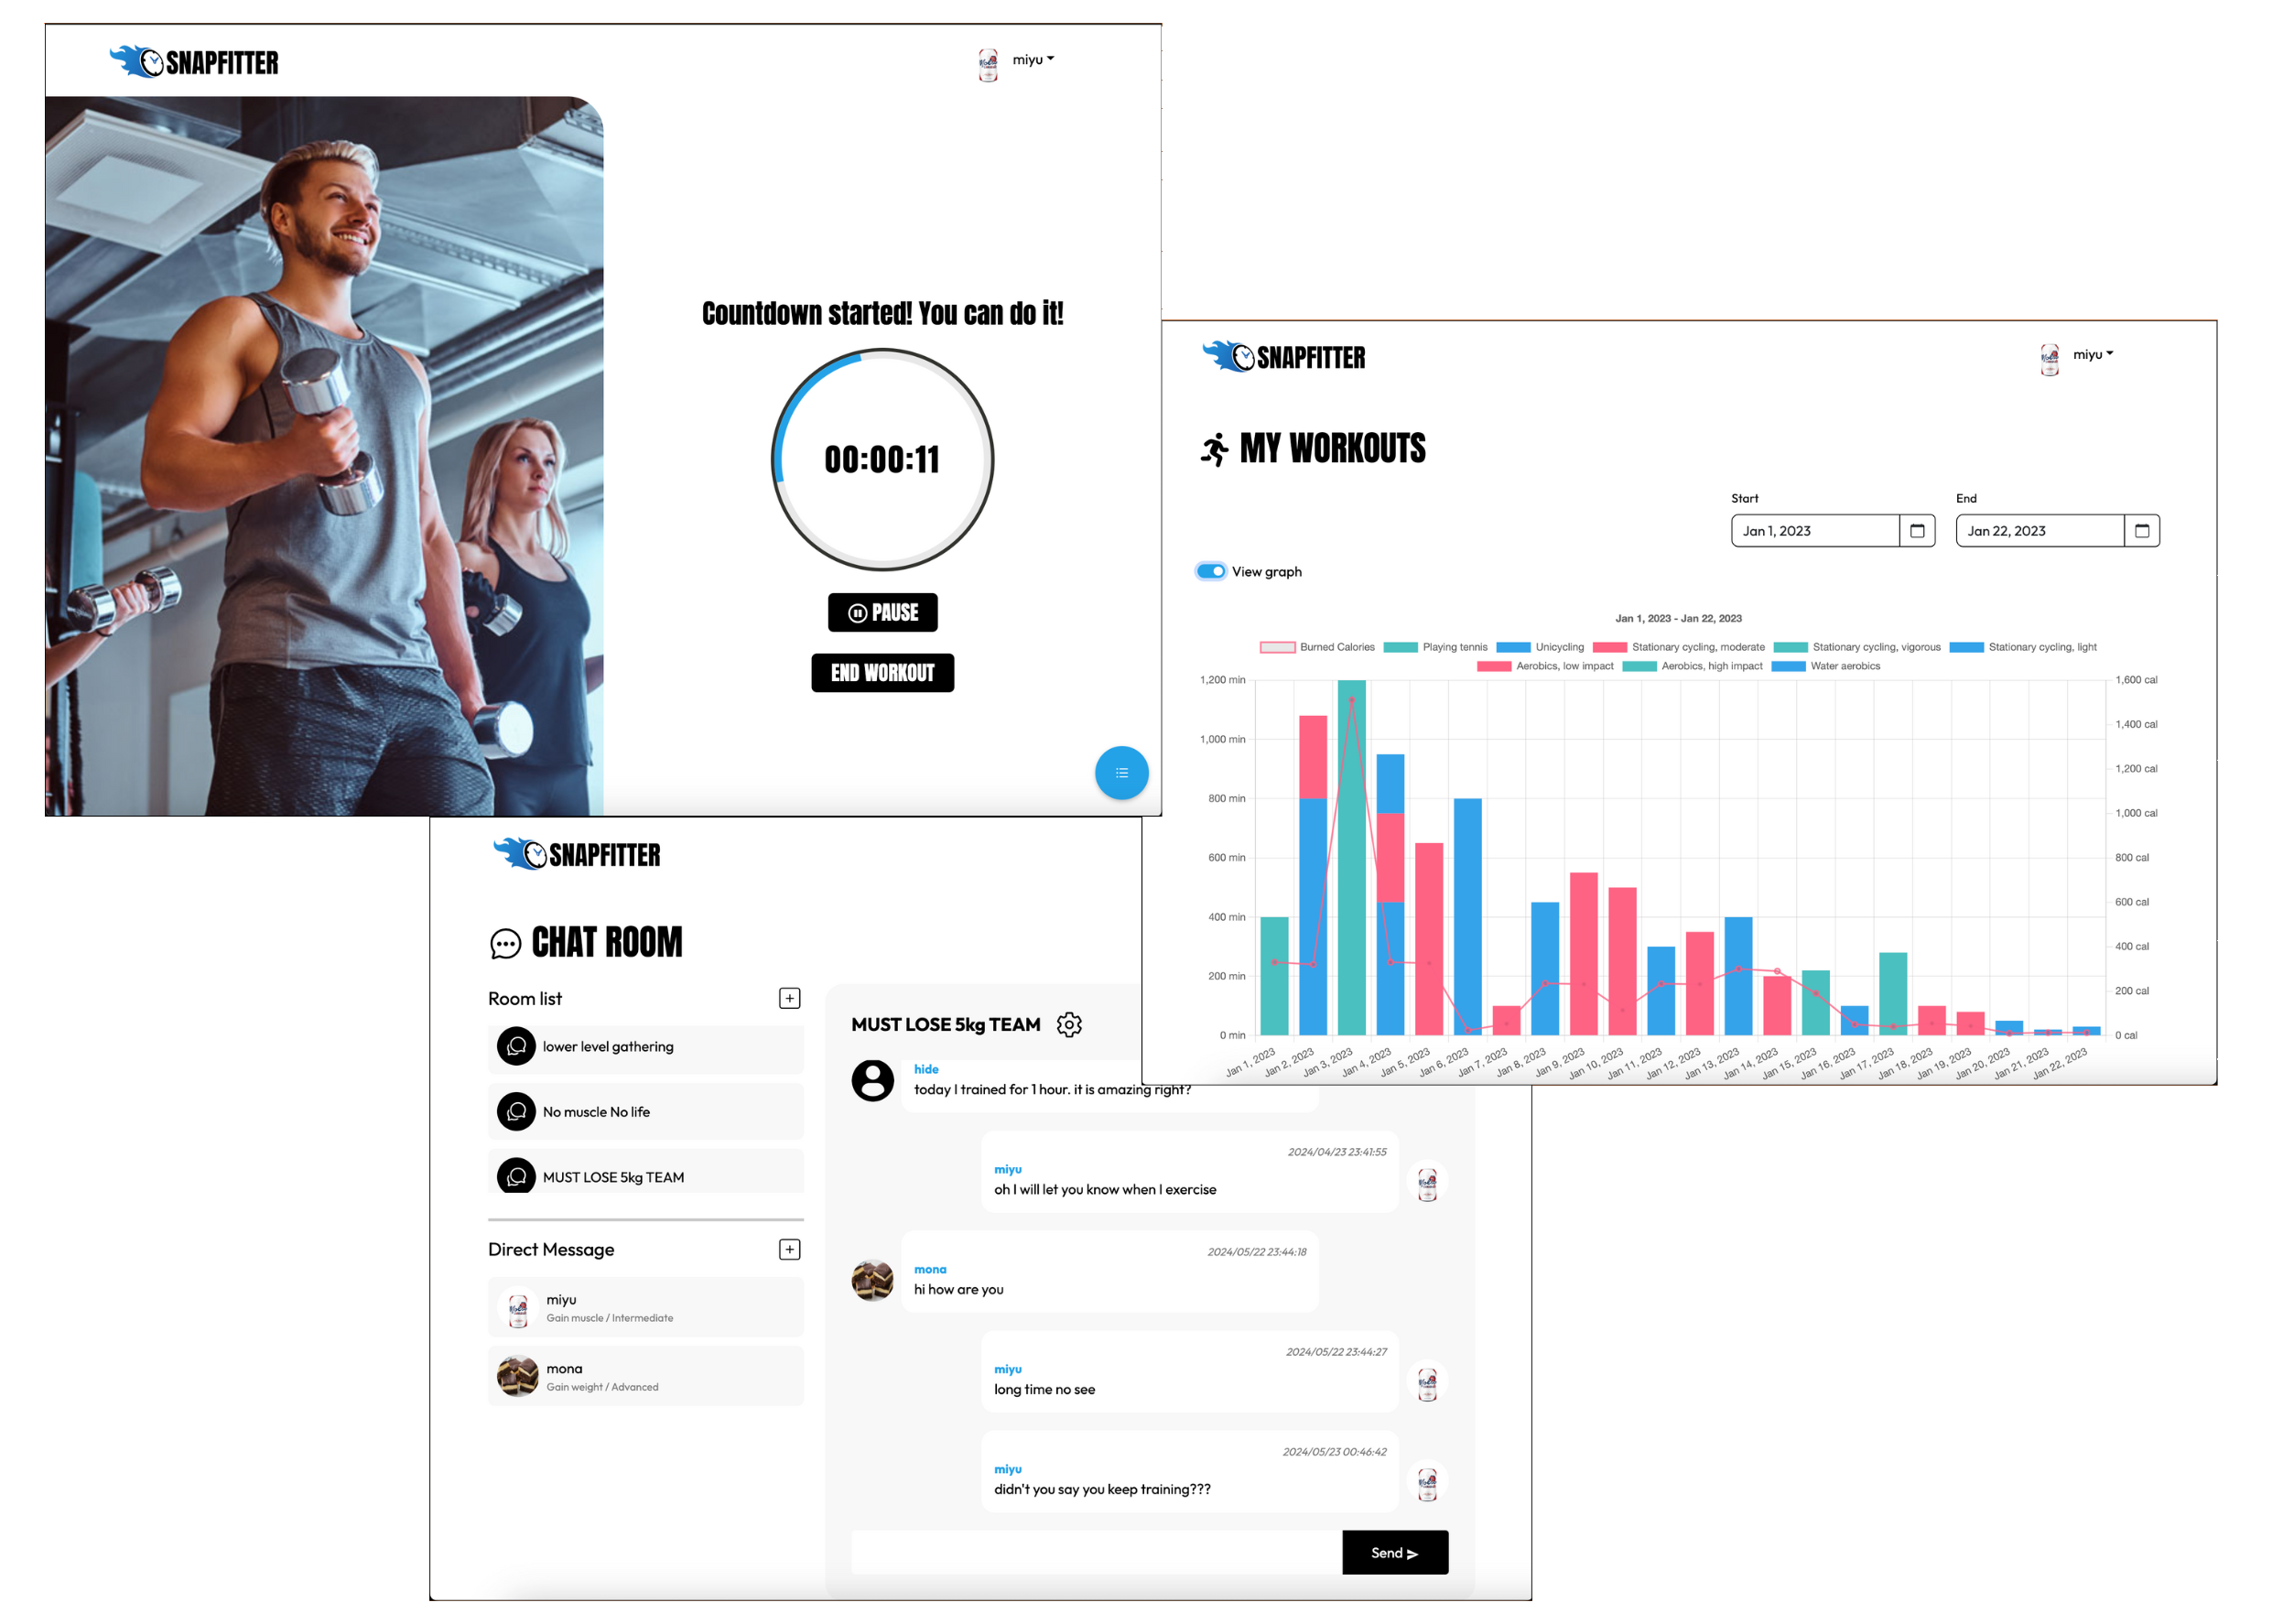 SNAPFITTER
miyu
Countdown started! You can do it!
00:00:11
PAUSE
END WORKOUT
SNAPFITTER
miyu
MY WORKOUTS
Start
End
Jan 1, 2023
Jan 22, 2023
View graph
Jan 1, 2023 - Jan 22, 2023
Burned Calories Playing tennis Unicycling Stationary cycling, moderate Stationary cycling, vigorous Stationary cycling, light
Aerobics, low impact Aerobics, high impact Water aerobics
1,200 min
1,000 min
800 min
600 min
400 min
200 min
0 min
1,600 cal
1,400 cal
1,200 cal
1,000 cal
800 cal
600 cal
400 cal
200 cal
0 cal
Jan 1, 2023
Jan 2, 2023
Jan 3, 2023
Jan 4, 2023
Jan 5, 2023
Jan 6, 2023
Jan 7, 2023
Jan 8, 2023
Jan 9, 2023
Jan 10, 2023
Jan 11, 2023
Jan 12, 2023
Jan 13, 2023
Jan 14, 2023
Jan 15, 2023
Jan 16, 2023
Jan 17, 2023
Jan 18, 2023
Jan 19, 2023
Jan 20, 2023
Jan 21, 2023
Jan 22, 2023
SNAPFITTER
CHAT ROOM
Room list
lower level gathering
No muscle No life
MUST LOSE 5kg TEAM
Direct Message
miyu
Gain muscle / Intermediate
mona
Gain weight / Advanced
MUST LOSE 5kg TEAM
hide
today I trained for 1 hour. it is amazing right?
2024/04/23 23:41:55
miyu
oh I will let you know when I exercise
2024/05/22 23:44:18
mona
hi how are you
2024/05/22 23:44:27
miyu
long time no see
2024/05/23 00:46:42
miyu
didn't you say you keep training???
Send